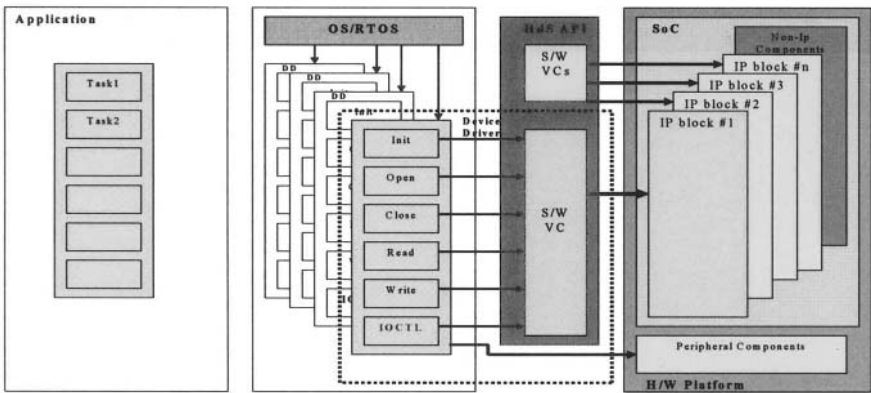 Application
Task1
Task2
OS/RTOS
DD
DD
DD
Init
Device
Driver
Init
Open
Close
Read
Write
IOCTL
HdS API
S/W
VCs
S/W
VC
SoC
Non-Ip
Components
IP block #n
IP block #3
IP block #2
IP block #1
Peripheral Components
H/W Platform